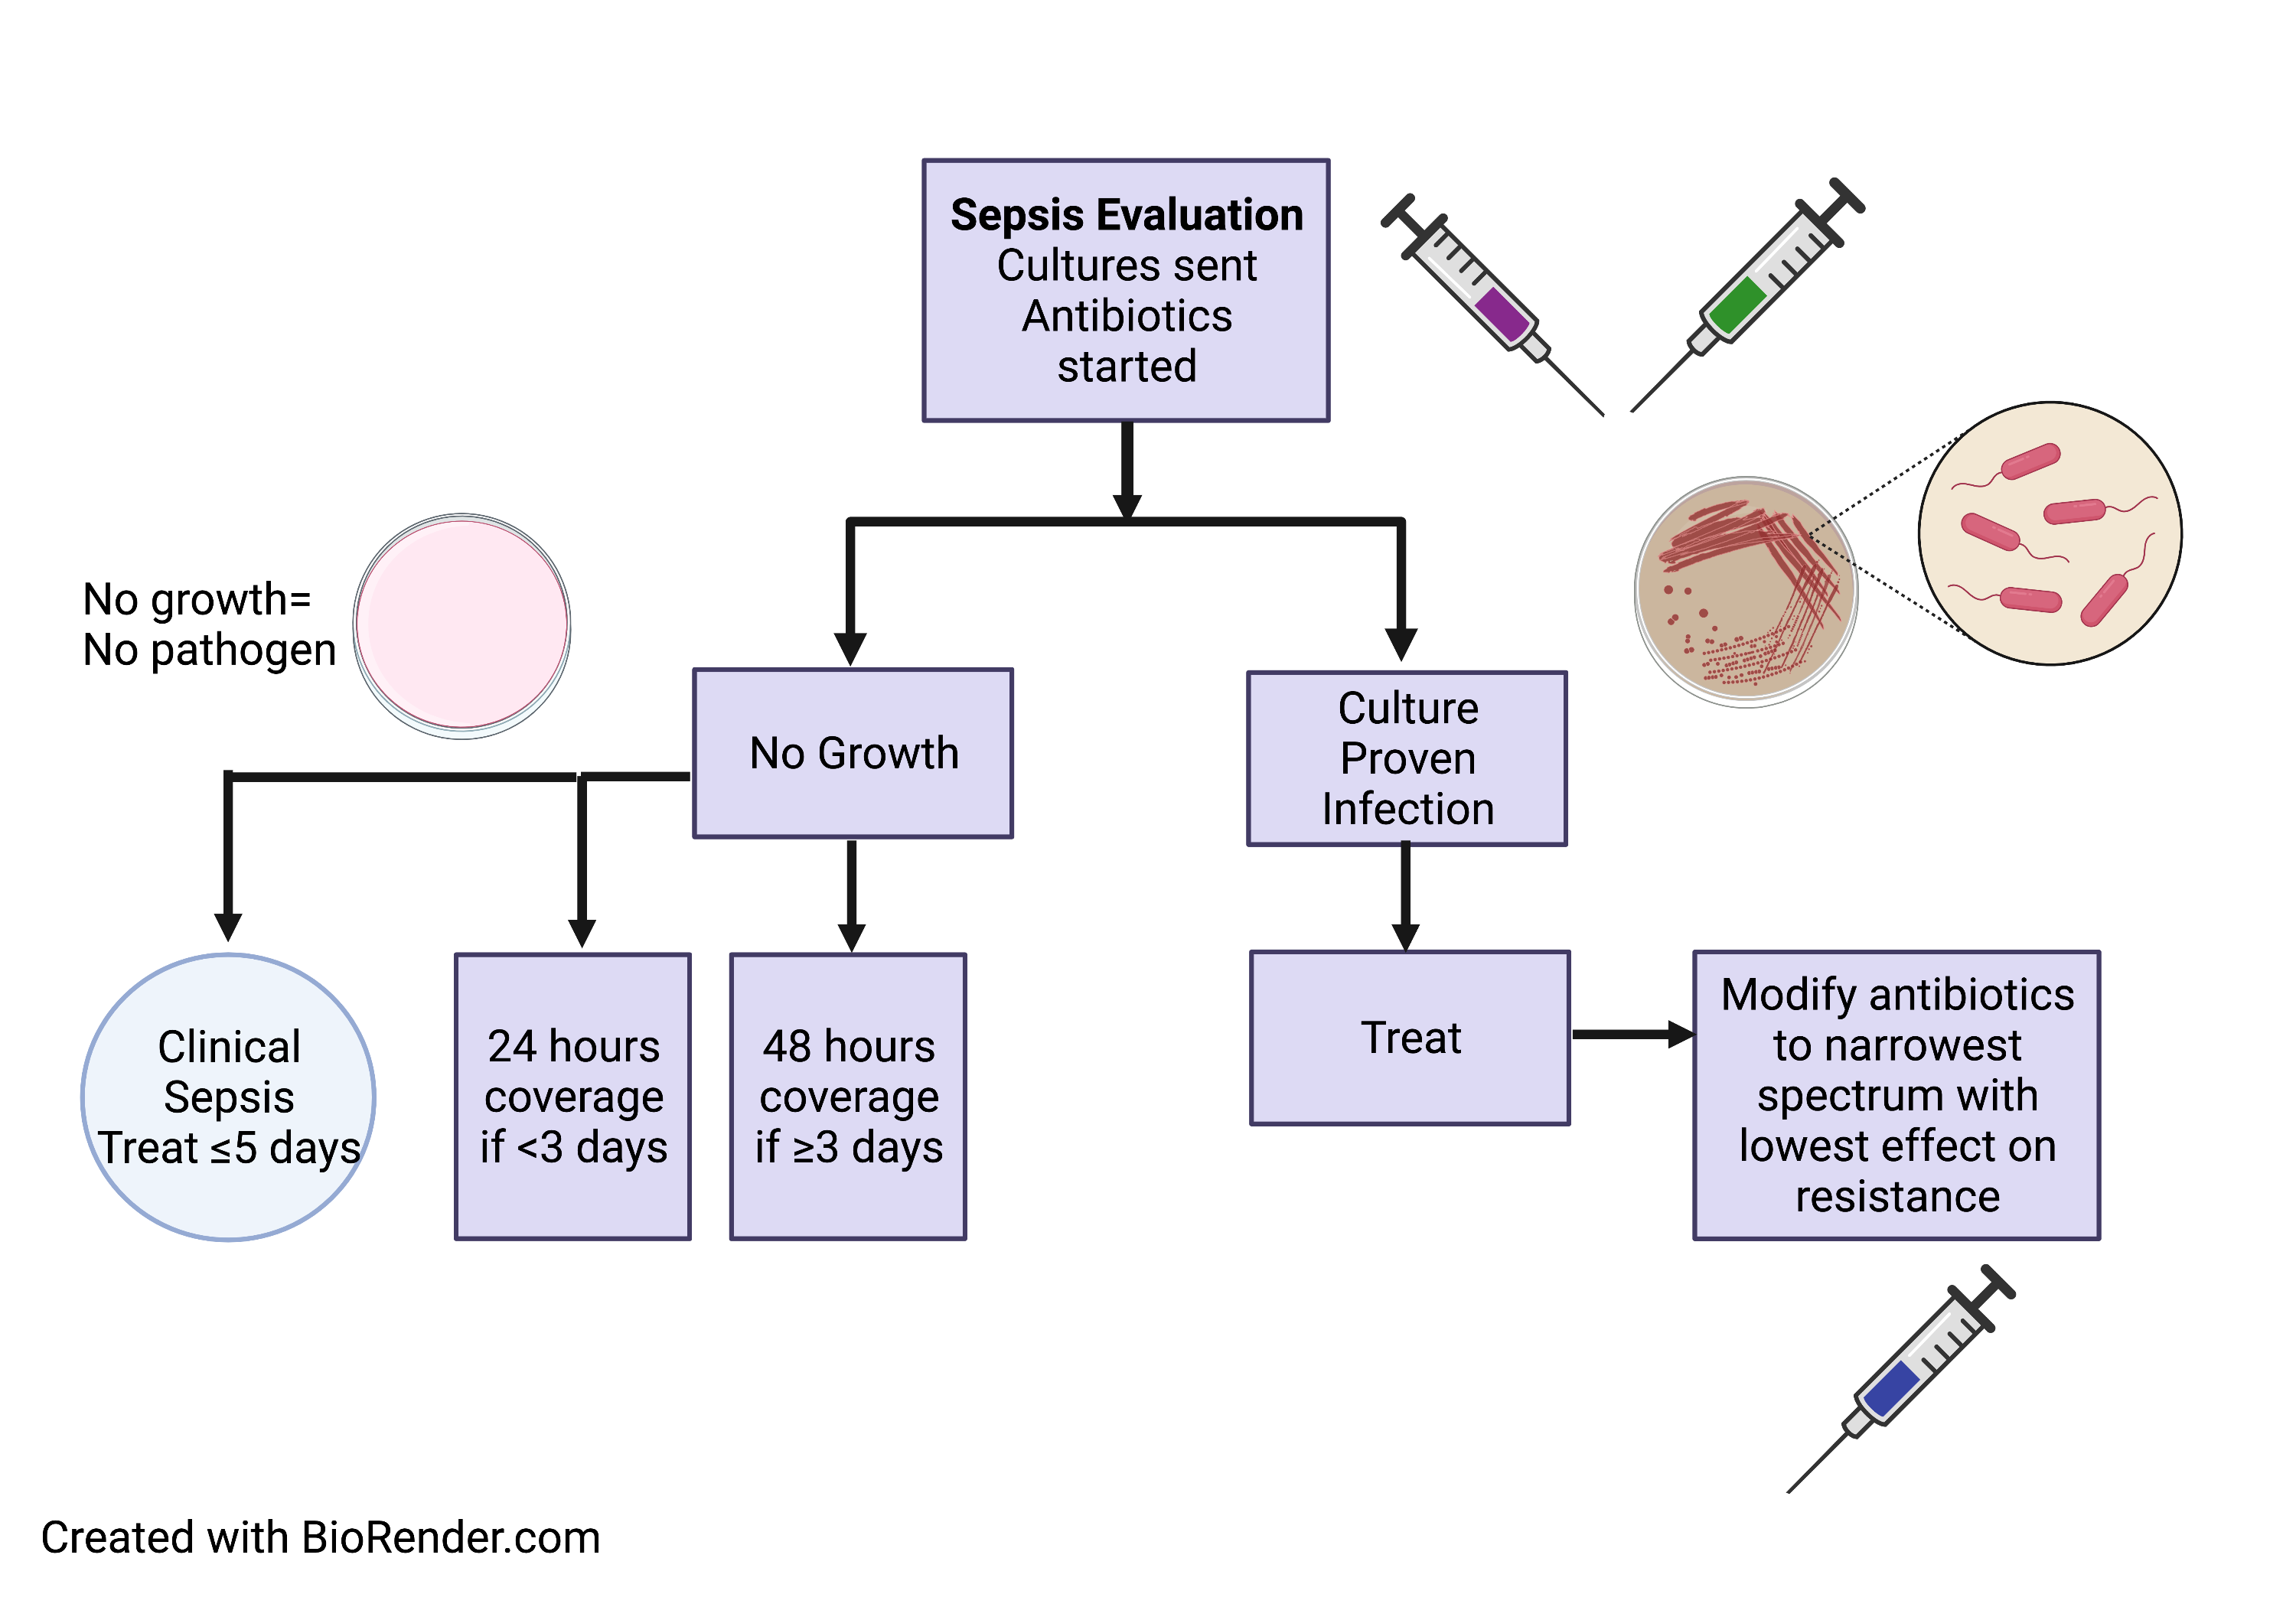 Sepsis Evaluation
Cultures sent
Antibiotics
started
No growth=
No pathogen
No Growth
Culture
Proven
Infection
Clinical
Sepsis
Treat ≤5 days
24 hours
coverage
if <3 days
48 hours
coverage
if ≥3 days
Treat
Modify antibiotics
to narrowest
spectrum with
lowest effect on
resistance
Created with BioRender.com